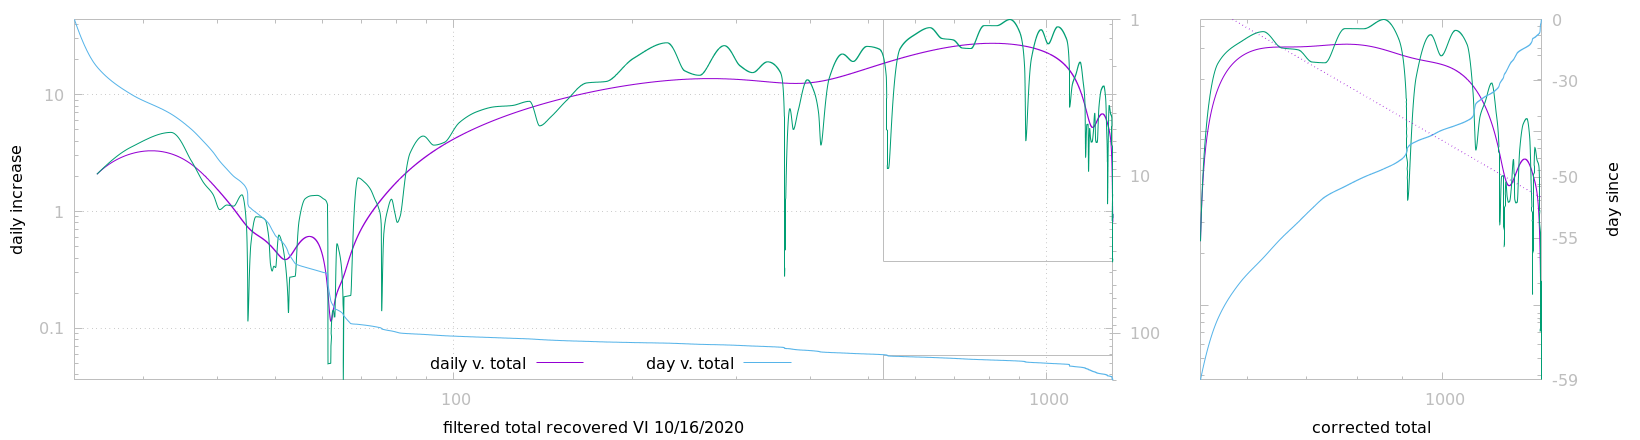 daily increase
10
1
0.1
100
1000
1
10
100
daily v. total
day v. total
filtered total recovered VI 10/16/2020
0
-30
-50
-55
-59
1000
day since
corrected total